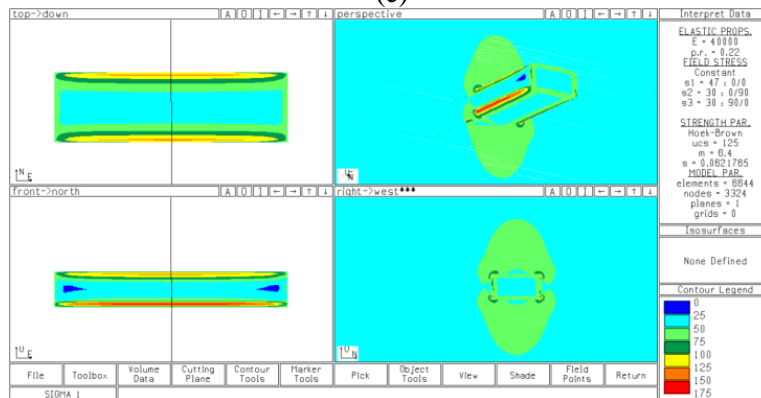 (c)
top->down
A O I ← → ↑ ↓
perspective
A O I ← → ↑ ↓
Interpret Data
ELASTIC PROPS.
E = 40000
p.r. = 0.22
FIELD STRESS
Constant
s1 = 47 : 0/0
s2 = 30 : 0/90
s3 = 30 : 90/0
STRENGTH PAR.
Hoek-Brown
ucs = 125
m = 6.4
s = 0.0621765
MODEL PAR.
elements = 6644
nodes = 3324
planes = 1
grids = 0
N E
front->north
A O I ← → ↑ ↓
right->west***
A O I ← → ↑ ↓
Isosurfaces
None Defined
Contour Legend
0
25
50
75
100
125
150
175
U E
U N
File
Toolbox
Volume Data
Cutting Plane
Contour Tools
Marker Tools
Pick
Object Tools
View
Shade
Field Points
Return
SIGMA 1